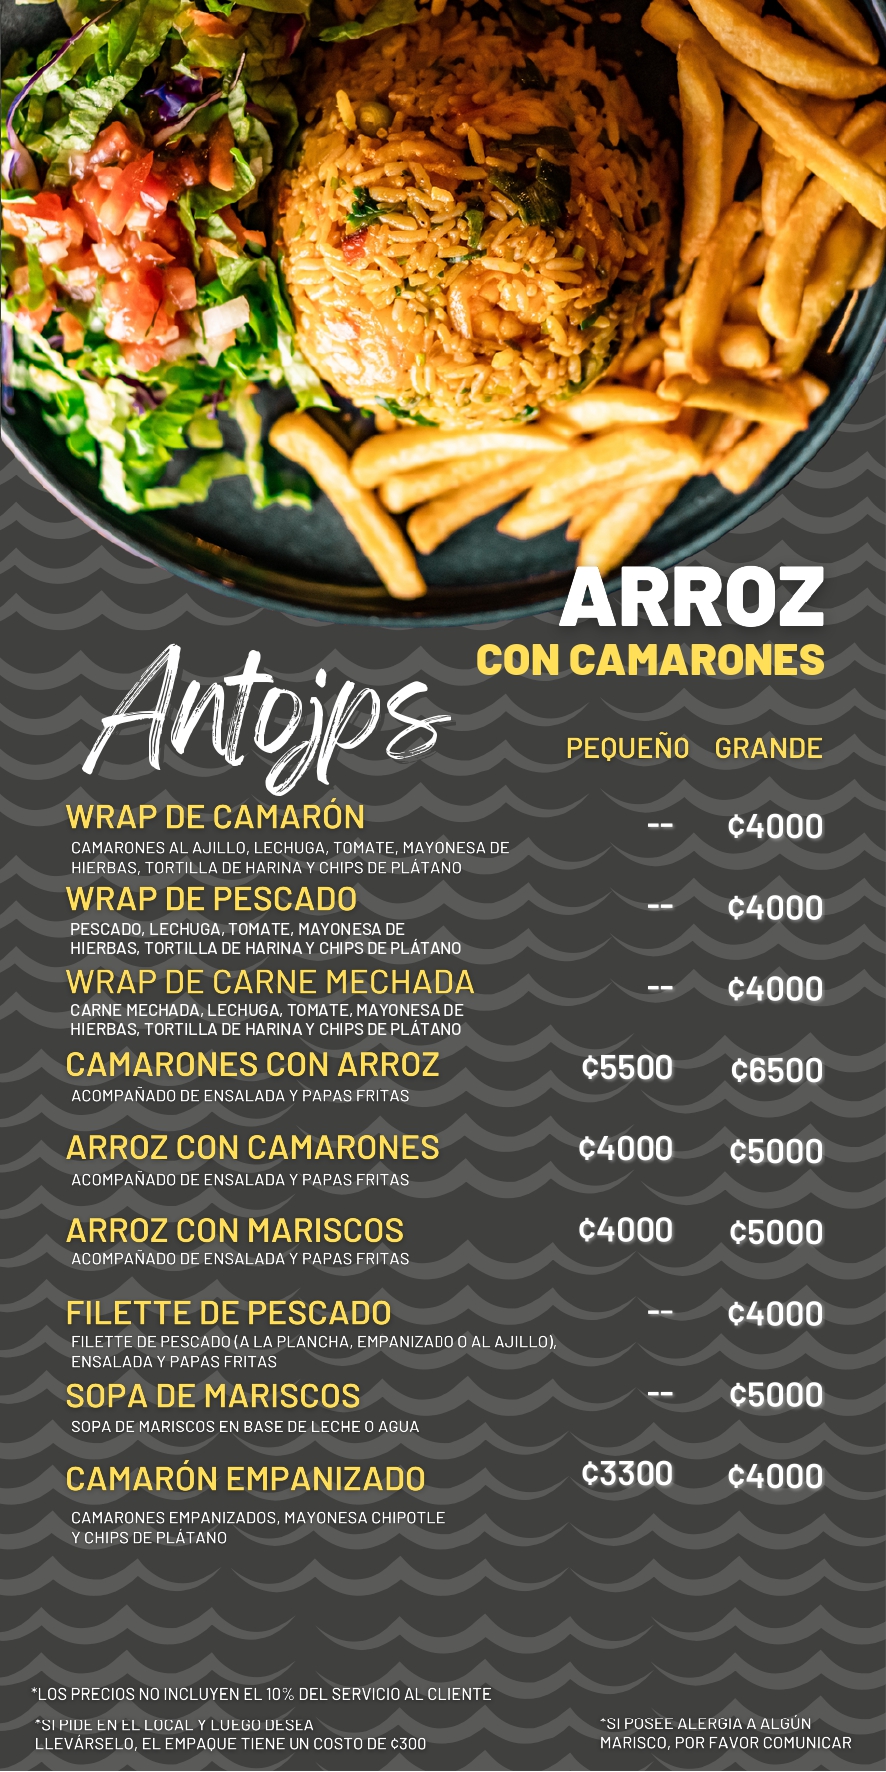 ARROZ
CON CAMARONES
Antojps
PEQUEÑO GRANDE
WRAP DE CAMARÓN -- ¢4000
CAMARONES AL AJILLO, LECHUGA, TOMATE, MAYONESA DE
HIERBAS, TORTILLA DE HARINA Y CHIPS DE PLÁTANO
WRAP DE PESCADO -- ¢4000
PESCADO, LECHUGA, TOMATE, MAYONESA DE
HIERBAS, TORTILLA DE HARINA Y CHIPS DE PLÁTANO
WRAP DE CARNE MECHADA -- ¢4000
CARNE MECHADA, LECHUGA, TOMATE, MAYONESA DE
HIERBAS, TORTILLA DE HARINA Y CHIPS DE PLÁTANO
CAMARONES CON ARROZ ¢5500 ¢6500
ACOMPAÑADO DE ENSALADA Y PAPAS FRITAS
ARROZ CON CAMARONES ¢4000 ¢5000
ACOMPAÑADO DE ENSALADA Y PAPAS FRITAS
ARROZ CON MARISCOS ¢4000 ¢5000
ACOMPAÑADO DE ENSALADA Y PAPAS FRITAS
FILETTE DE PESCADO -- ¢4000
FILETTE DE PESCADO (A LA PLANCHA, EMPANIZADO O AL AJILLO),
ENSALADA Y PAPAS FRITAS
SOPA DE MARISCOS -- ¢5000
SOPA DE MARISCOS EN BASE DE LECHE O AGUA
CAMARÓN EMPANIZADO ¢3300 ¢4000
CAMARONES EMPANIZADOS, MAYONESA CHIPOTLE
Y CHIPS DE PLÁTANO
*LOS PRECIOS NO INCLUYEN EL 10% DEL SERVICIO AL CLIENTE
*SI PIDE EN EL LOCAL Y LUEGO DESEA
LLEVÁRSELO, EL EMPAQUE TIENE UN COSTO DE ¢300
*SI POSEE ALERGIA A ALGÚN
MARISCO, POR FAVOR COMUNICAR